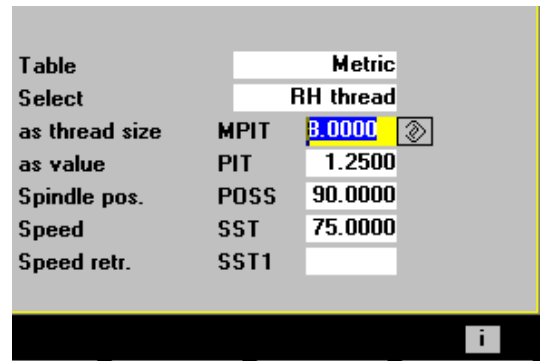 Table Metric
Select RH thread
as thread size MPIT 8.0000
as value PIT 1.2500
Spindle pos. POSS 90.0000
Speed SST 75.0000
Speed retr. SST1
i